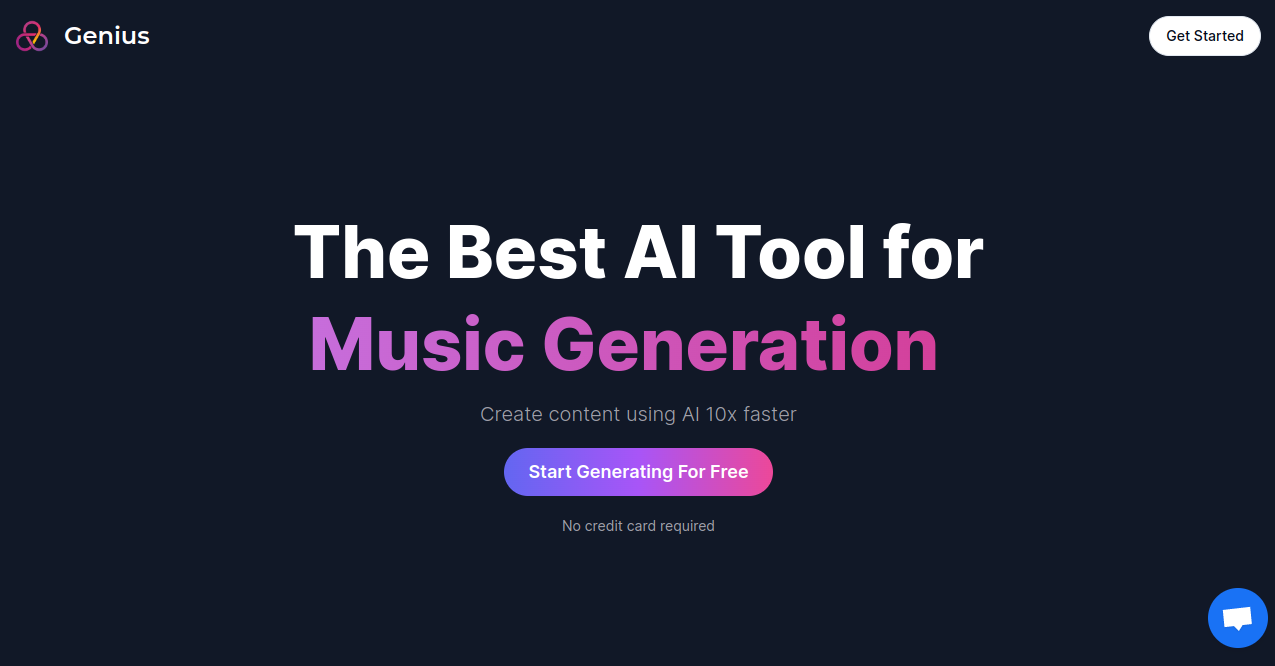 Genius
Get Started
The Best AI Tool for
Music Generation
Create content using AI 10x faster
Start Generating For Free
No credit card required